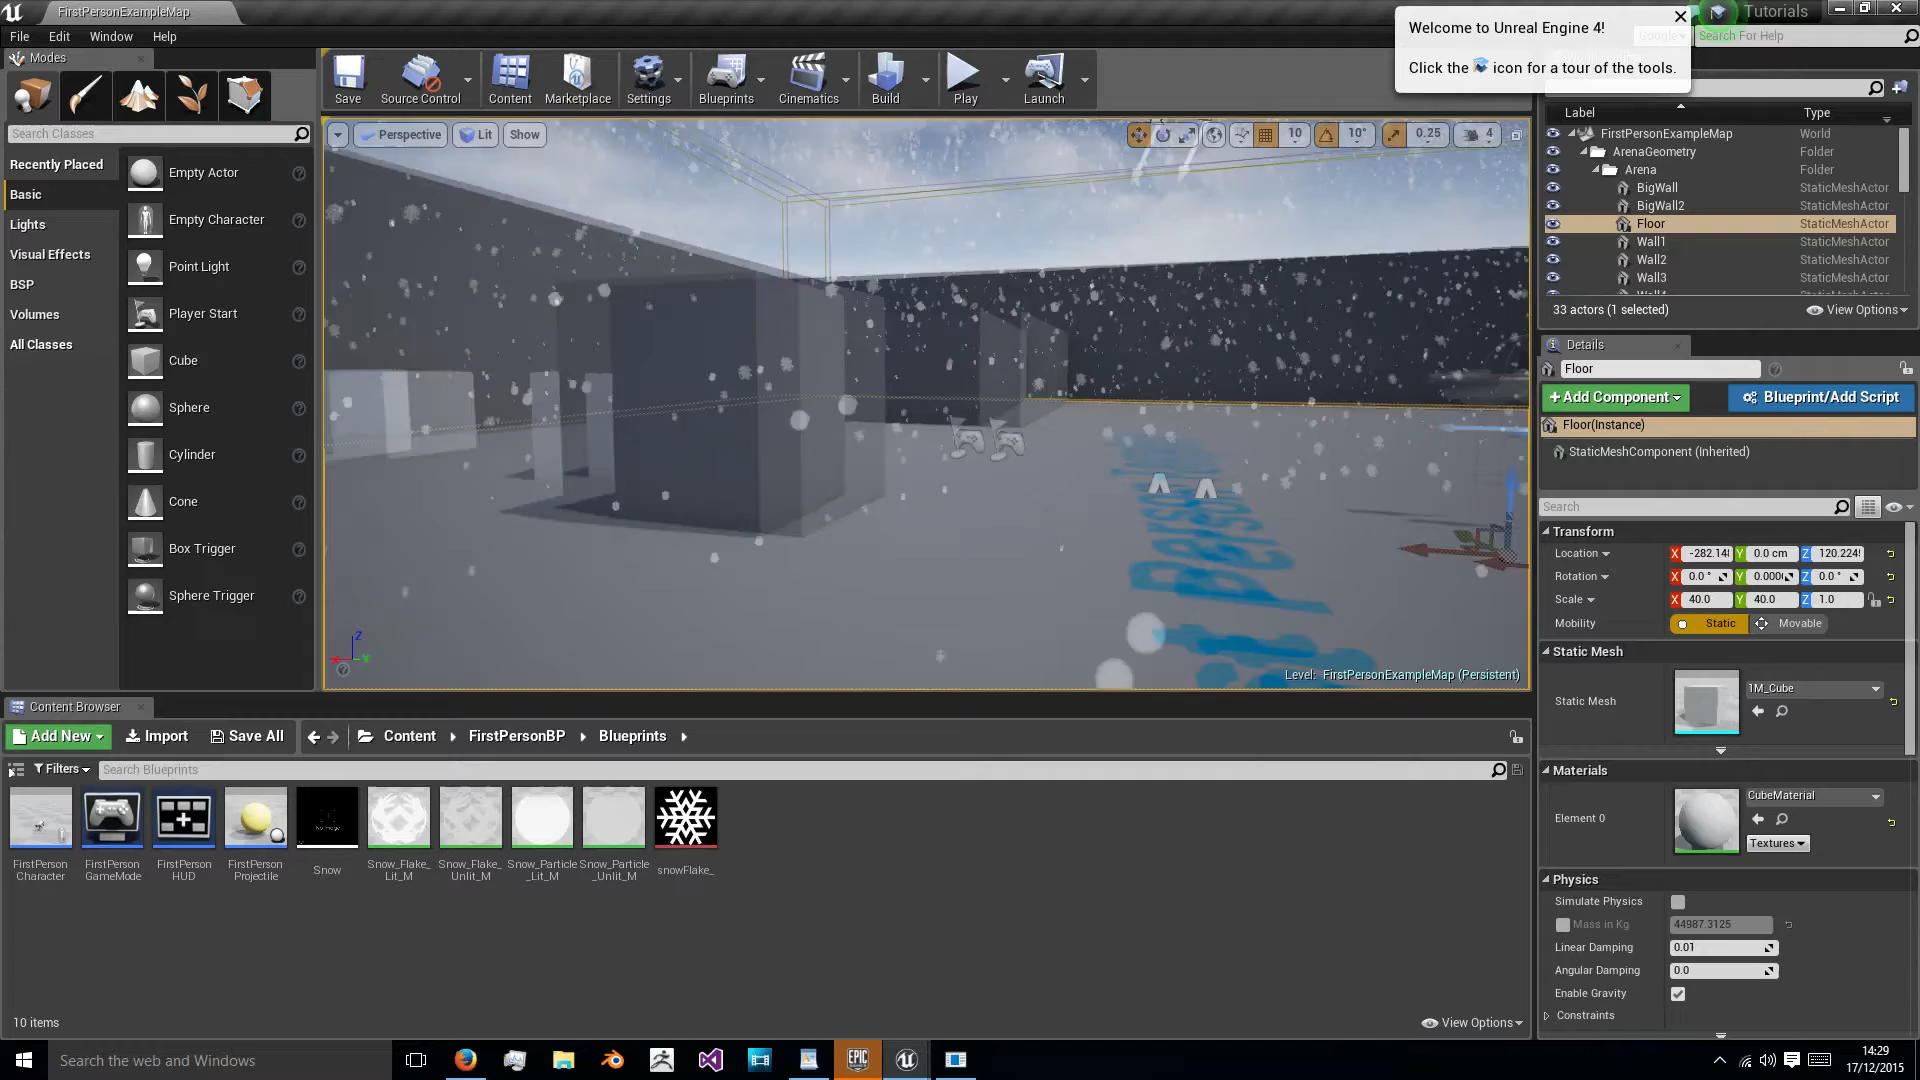 FirstPersonExampleMap
Tutorials
File
Edit
Window
Help
Welcome to Unreal Engine 4!
Click the icon for a tour of the tools.
Search For Help
Modes
Save
Source Control
Content
Marketplace
Settings
Blueprints
Cinematics
Build
Play
Launch
Search Classes
Recently Placed
Basic
Lights
Visual Effects
BSP
Volumes
All Classes
Empty Actor
Empty Character
Point Light
Player Start
Cube
Sphere
Cylinder
Cone
Box Trigger
Sphere Trigger
Perspective
Lit
Show
10
10°
0.25
4
Z
Level: FirstPersonExampleMap (Persistent)
Label
Type
FirstPersonExampleMap World
ArenaGeometry Folder
Arena Folder
BigWall StaticMeshActor
BigWall2 StaticMeshActor
Floor StaticMeshActor
Wall1 StaticMeshActor
Wall2 StaticMeshActor
Wall3 StaticMeshActor
33 actors (1 selected)
View Options
Details
Floor
+Add Component
Blueprint/Add Script
Floor(Instance)
StaticMeshComponent (Inherited)
Search
Transform
Location X -282.14 Y 0.0 cm Z 120.224
Rotation X 0.0 ° Y 0.000 Z 0.0 °
Scale X 40.0 Y 40.0 Z 1.0
Mobility Static Movable
Static Mesh
Static Mesh
1M_Cube
Materials
Element 0
CubeMaterial
Textures
Physics
Simulate Physics
Mass in Kg 44987.3125
Linear Damping 0.01
Angular Damping 0.0
Enable Gravity
Constraints
Content Browser
Add New
Import
Save All
Content
FirstPersonBP
Blueprints
Filters
Search Blueprints
FirstPerson
Character
FirstPerson
GameMode
FirstPerson
HUD
FirstPerson
Projectile
Snow
Snow_Flake_
Lit_M
Snow_Flake_
Unlit_M
Snow_Particle
_Lit_M
Snow_Particle
_Unlit_M
snowFlake_
10 items
View Options
Search the web and Windows
EPIC
GAMES
14:29
17/12/2015